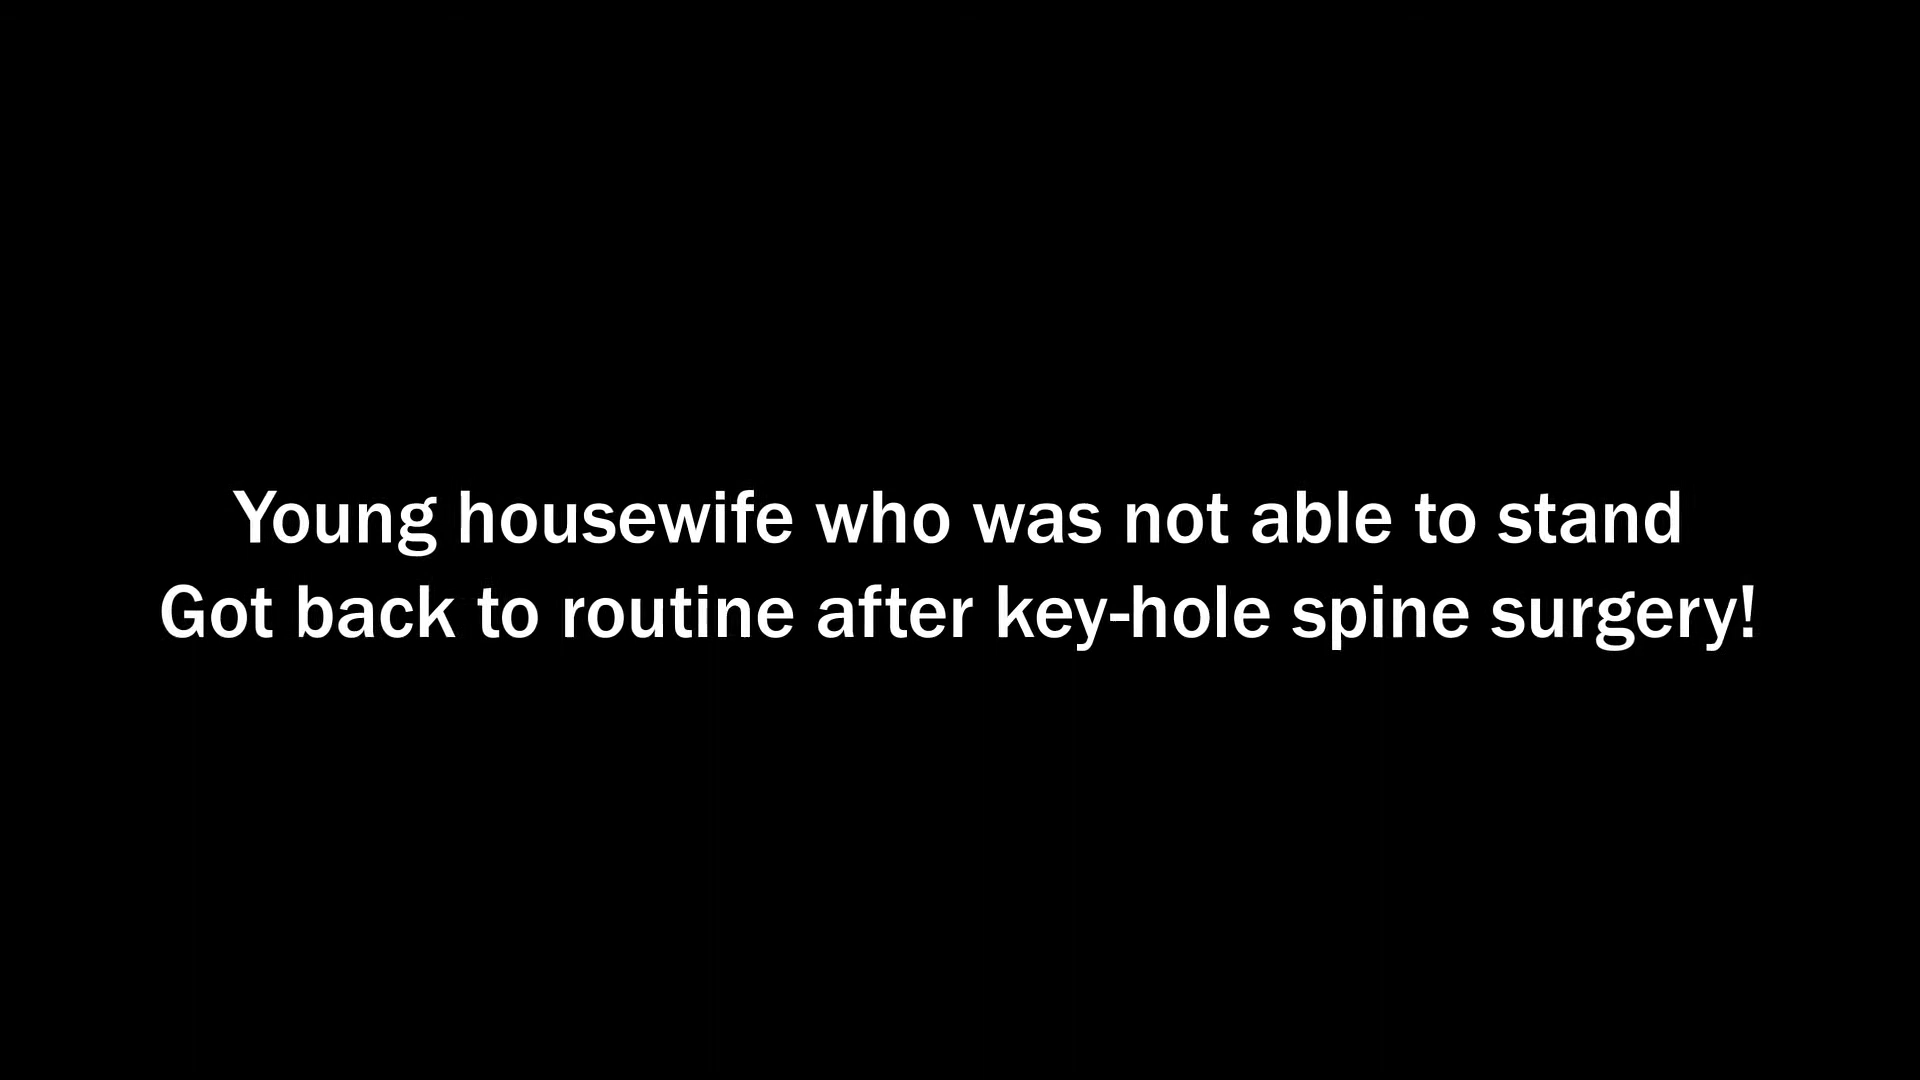 Young housewife who was not able to stand
Got back to routine after key-hole spine surgery!